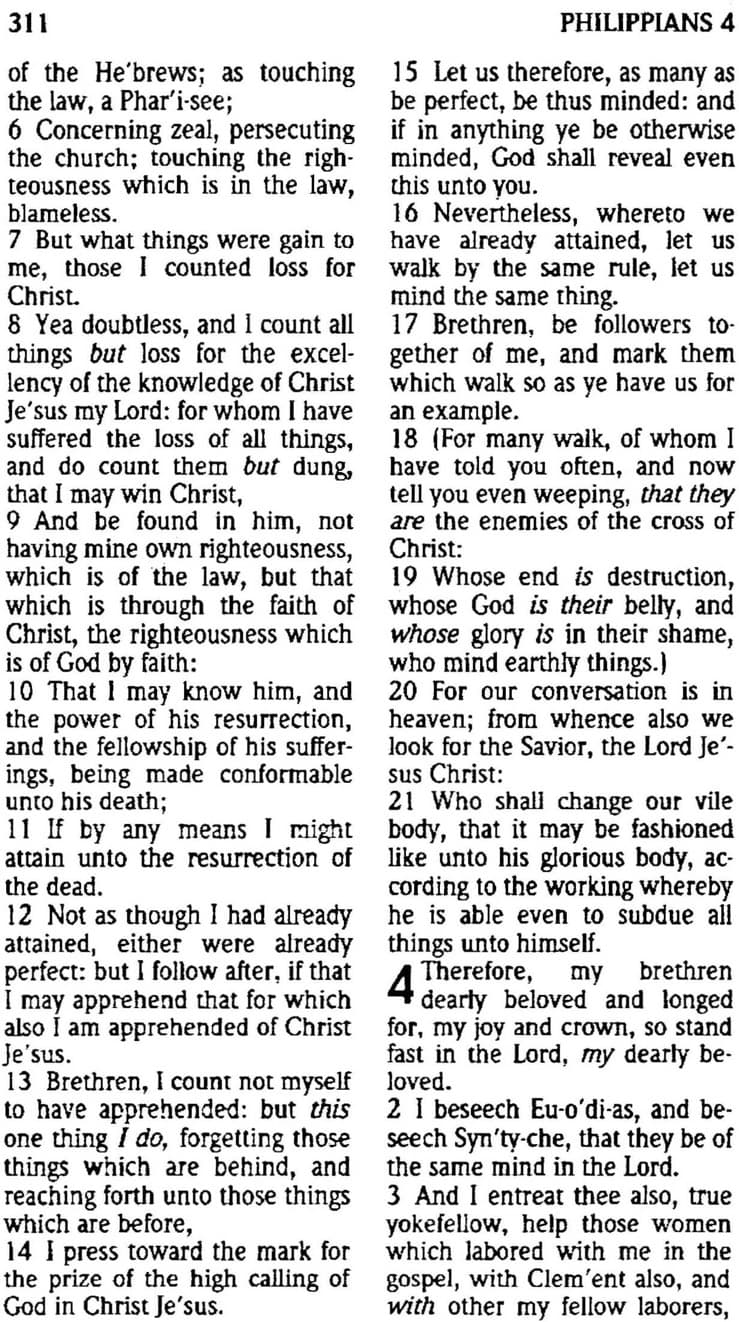 311 PHILIPPIANS 4
of the He'brews; as touching
the law, a Phar'i-see;
6 Concerning zeal, persecuting
the church; touching the righ-
teousness which is in the law,
blameless.
7 But what things were gain to
me, those I counted loss for
Christ.
8 Yea doubtless, and I count all
things but loss for the excel-
lency of the knowledge of Christ
Je'sus my Lord: for whom I have
suffered the loss of all things,
and do count them but dung,
that I may win Christ,
9 And be found in him, not
having mine own righteousness,
which is of the law, but that
which is through the faith of
Christ, the righteousness which
is of God by faith:
10 That I may know him, and
the power of his resurrection,
and the fellowship of his suffer-
ings, being made conformable
unto his death;
11 If by any means I might
attain unto the resurrection of
the dead.
12 Not as though I had already
attained, either were already
perfect: but I follow after, if that
I may apprehend that for which
also I am apprehended of Christ
Je'sus.
13 Brethren, I count not myself
to have apprehended: but this
one thing I do, forgetting those
things which are behind, and
reaching forth unto those things
which are before,
14 I press toward the mark for
the prize of the high calling of
God in Christ Je'sus.
15 Let us therefore, as many as
be perfect, be thus minded: and
if in anything ye be otherwise
minded, God shall reveal even
this unto you.
16 Nevertheless, whereto we
have already attained, let us
walk by the same rule, let us
mind the same thing.
17 Brethren, be followers to-
gether of me, and mark them
which walk so as ye have us for
an example.
18 (For many walk, of whom I
have told you often, and now
tell you even weeping, that they
are the enemies of the cross of
Christ:
19 Whose end is destruction,
whose God is their belly, and
whose glory is in their shame,
who mind earthly things.)
20 For our conversation is in
heaven; from whence also we
look for the Savior, the Lord Je'-
sus Christ:
21 Who shall change our vile
body, that it may be fashioned
like unto his glorious body, ac-
cording to the working whereby
he is able even to subdue all
things unto himself.
4 Therefore, my brethren
dearly beloved and longed
for, my joy and crown, so stand
fast in the Lord, my dearly be-
loved.
2 I beseech Eu-o'di-as, and be-
seech Syn'ty-che, that they be of
the same mind in the Lord.
3 And I entreat thee also, true
yokefellow, help those women
which labored with me in the
gospel, with Clem'ent also, and
with other my fellow laborers,